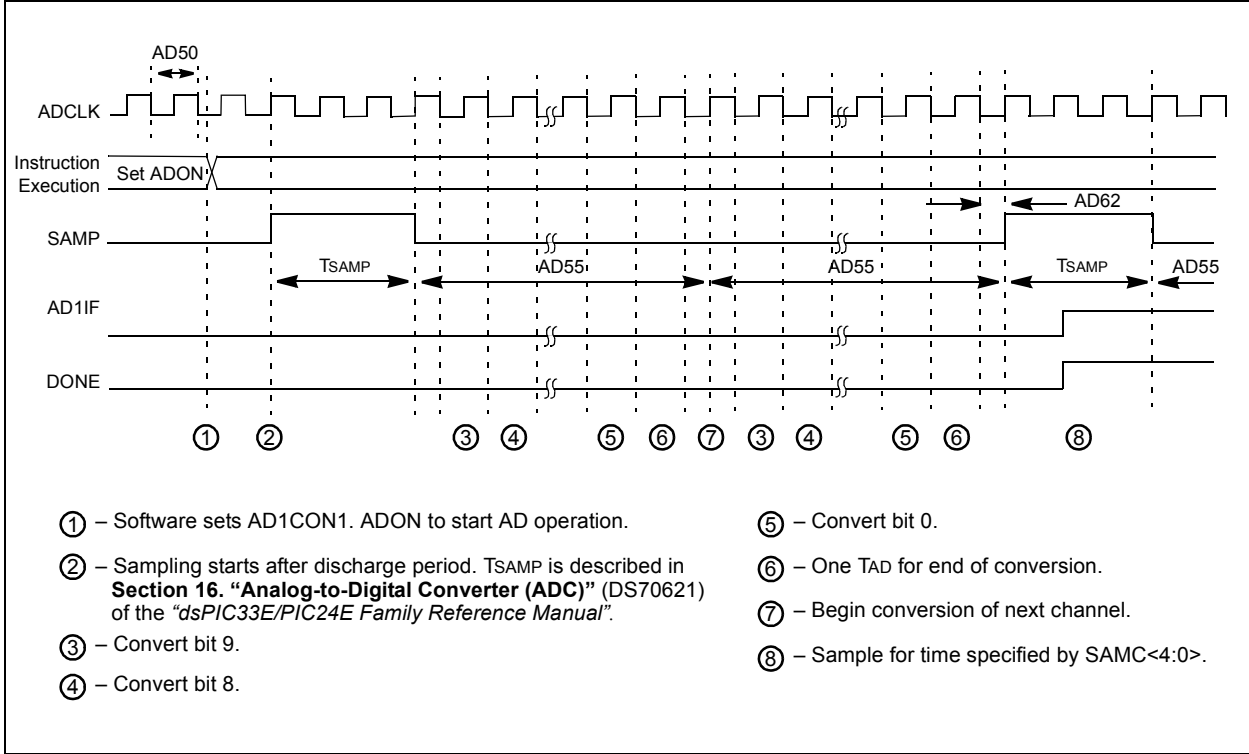 AD50
ADCLK
Instruction
Execution
Set ADON
AD62
SAMP
TSAMP
AD55
AD55
TSAMP
AD55
AD1IF
DONE
1 2 3 4 5 6 7 3 4 5 6 8
1 – Software sets AD1CON1. ADON to start AD operation.
2 – Sampling starts after discharge period. TSAMP is described in
Section 16. “Analog-to-Digital Converter (ADC)” (DS70621)
of the “dsPIC33E/PIC24E Family Reference Manual”.
3 – Convert bit 9.
4 – Convert bit 8.
5 – Convert bit 0.
6 – One TAD for end of conversion.
7 – Begin conversion of next channel.
8 – Sample for time specified by SAMC<4:0>.